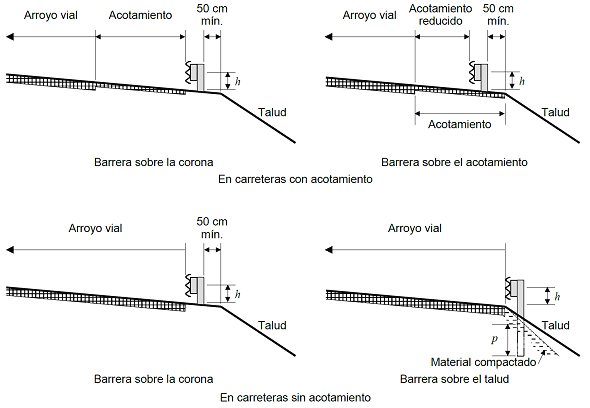 Arroyo vial
Acotamiento
50 cm
mín.
h
Talud
Barrera sobre la corona
Arroyo vial
Acotamiento
reducido
50 cm
mín.
h
Talud
Acotamiento
Barrera sobre el acotamiento
En carreteras con acotamiento
Arroyo vial
50 cm
mín.
h
Talud
Barrera sobre la corona
Arroyo vial
h
Talud
p
Material compactado
Barrera sobre el talud
En carreteras sin acotamiento